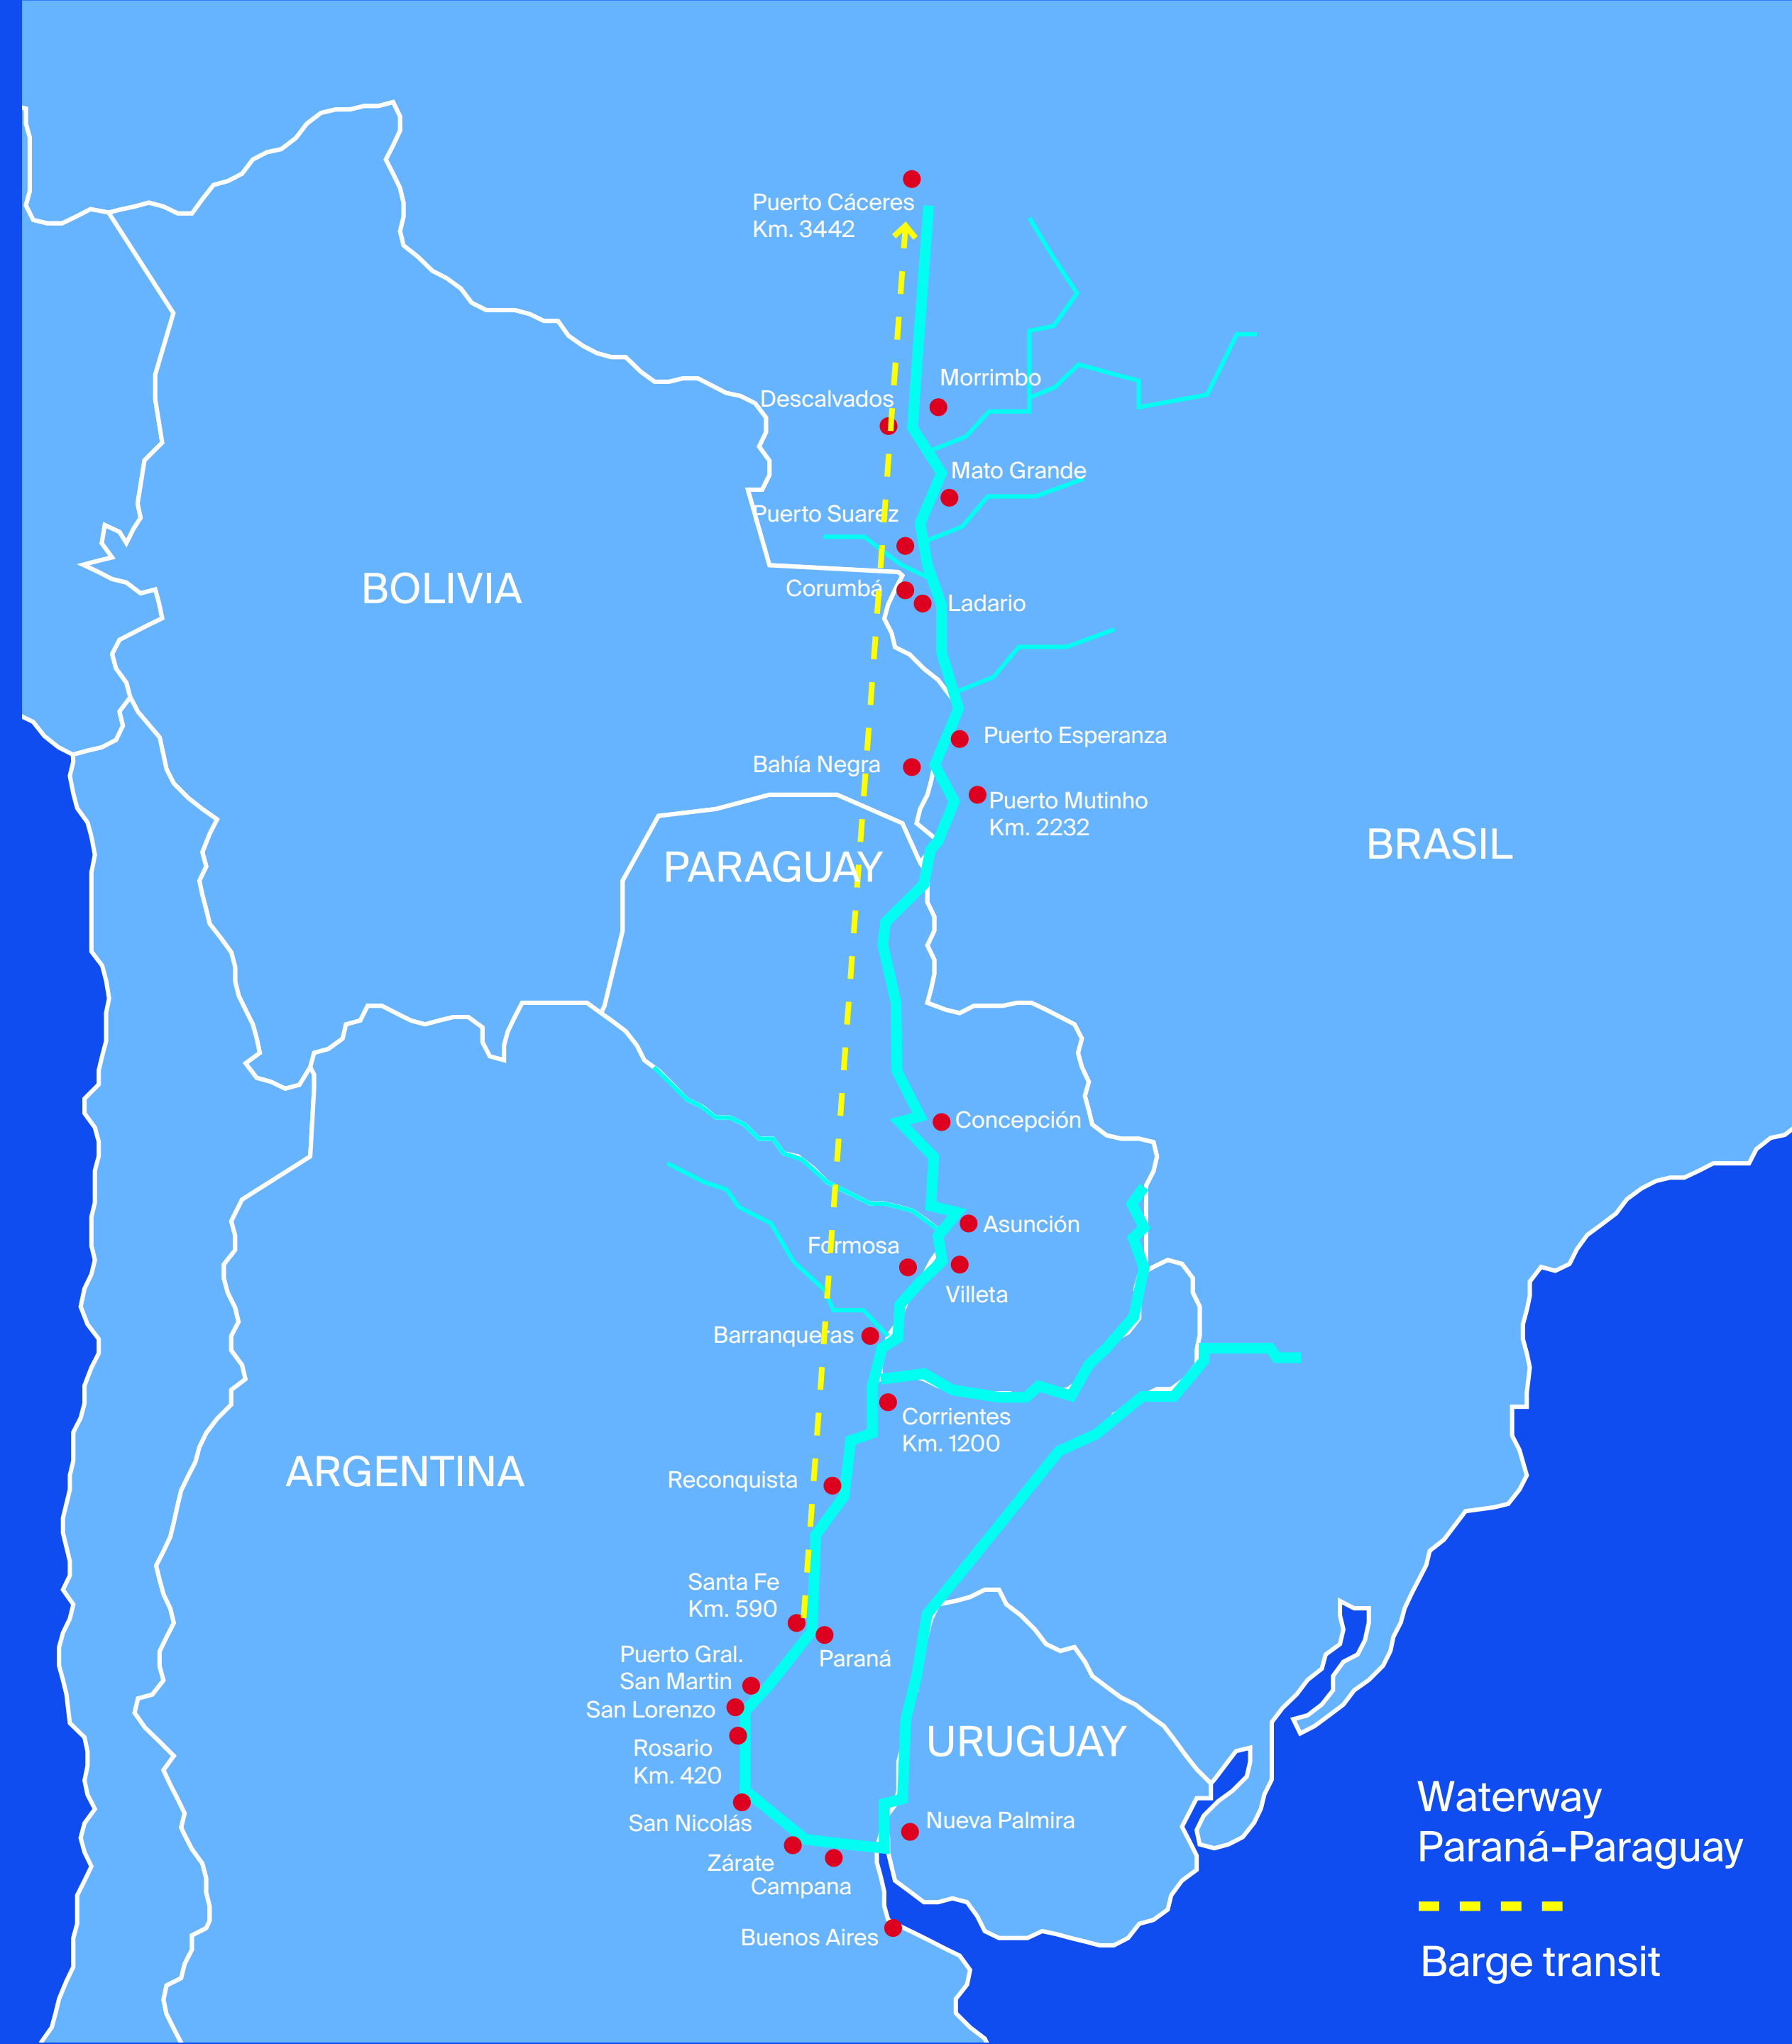 Puerto Cáceres
Km. 3442
Morrimbo
Descalvados
Mato Grande
Puerto Suarez
BOLIVIA
Corumbá
Ladario
Puerto Esperanza
Bahía Negra
Puerto Mutinho
Km. 2232
BRASIL
PARAGUAY
Concepción
Asunción
Formosa
Villeta
Barranqueras
Corrientes
Km. 1200
ARGENTINA
Reconquista
Santa Fe
Km. 590
Paraná
Puerto Gral.
San Martin
San Lorenzo
URUGUAY
Rosario
Km. 420
San Nicolás
Nueva Palmira
Zárate
Campana
Buenos Aires
Waterway
Paraná-Paraguay
Barge transit